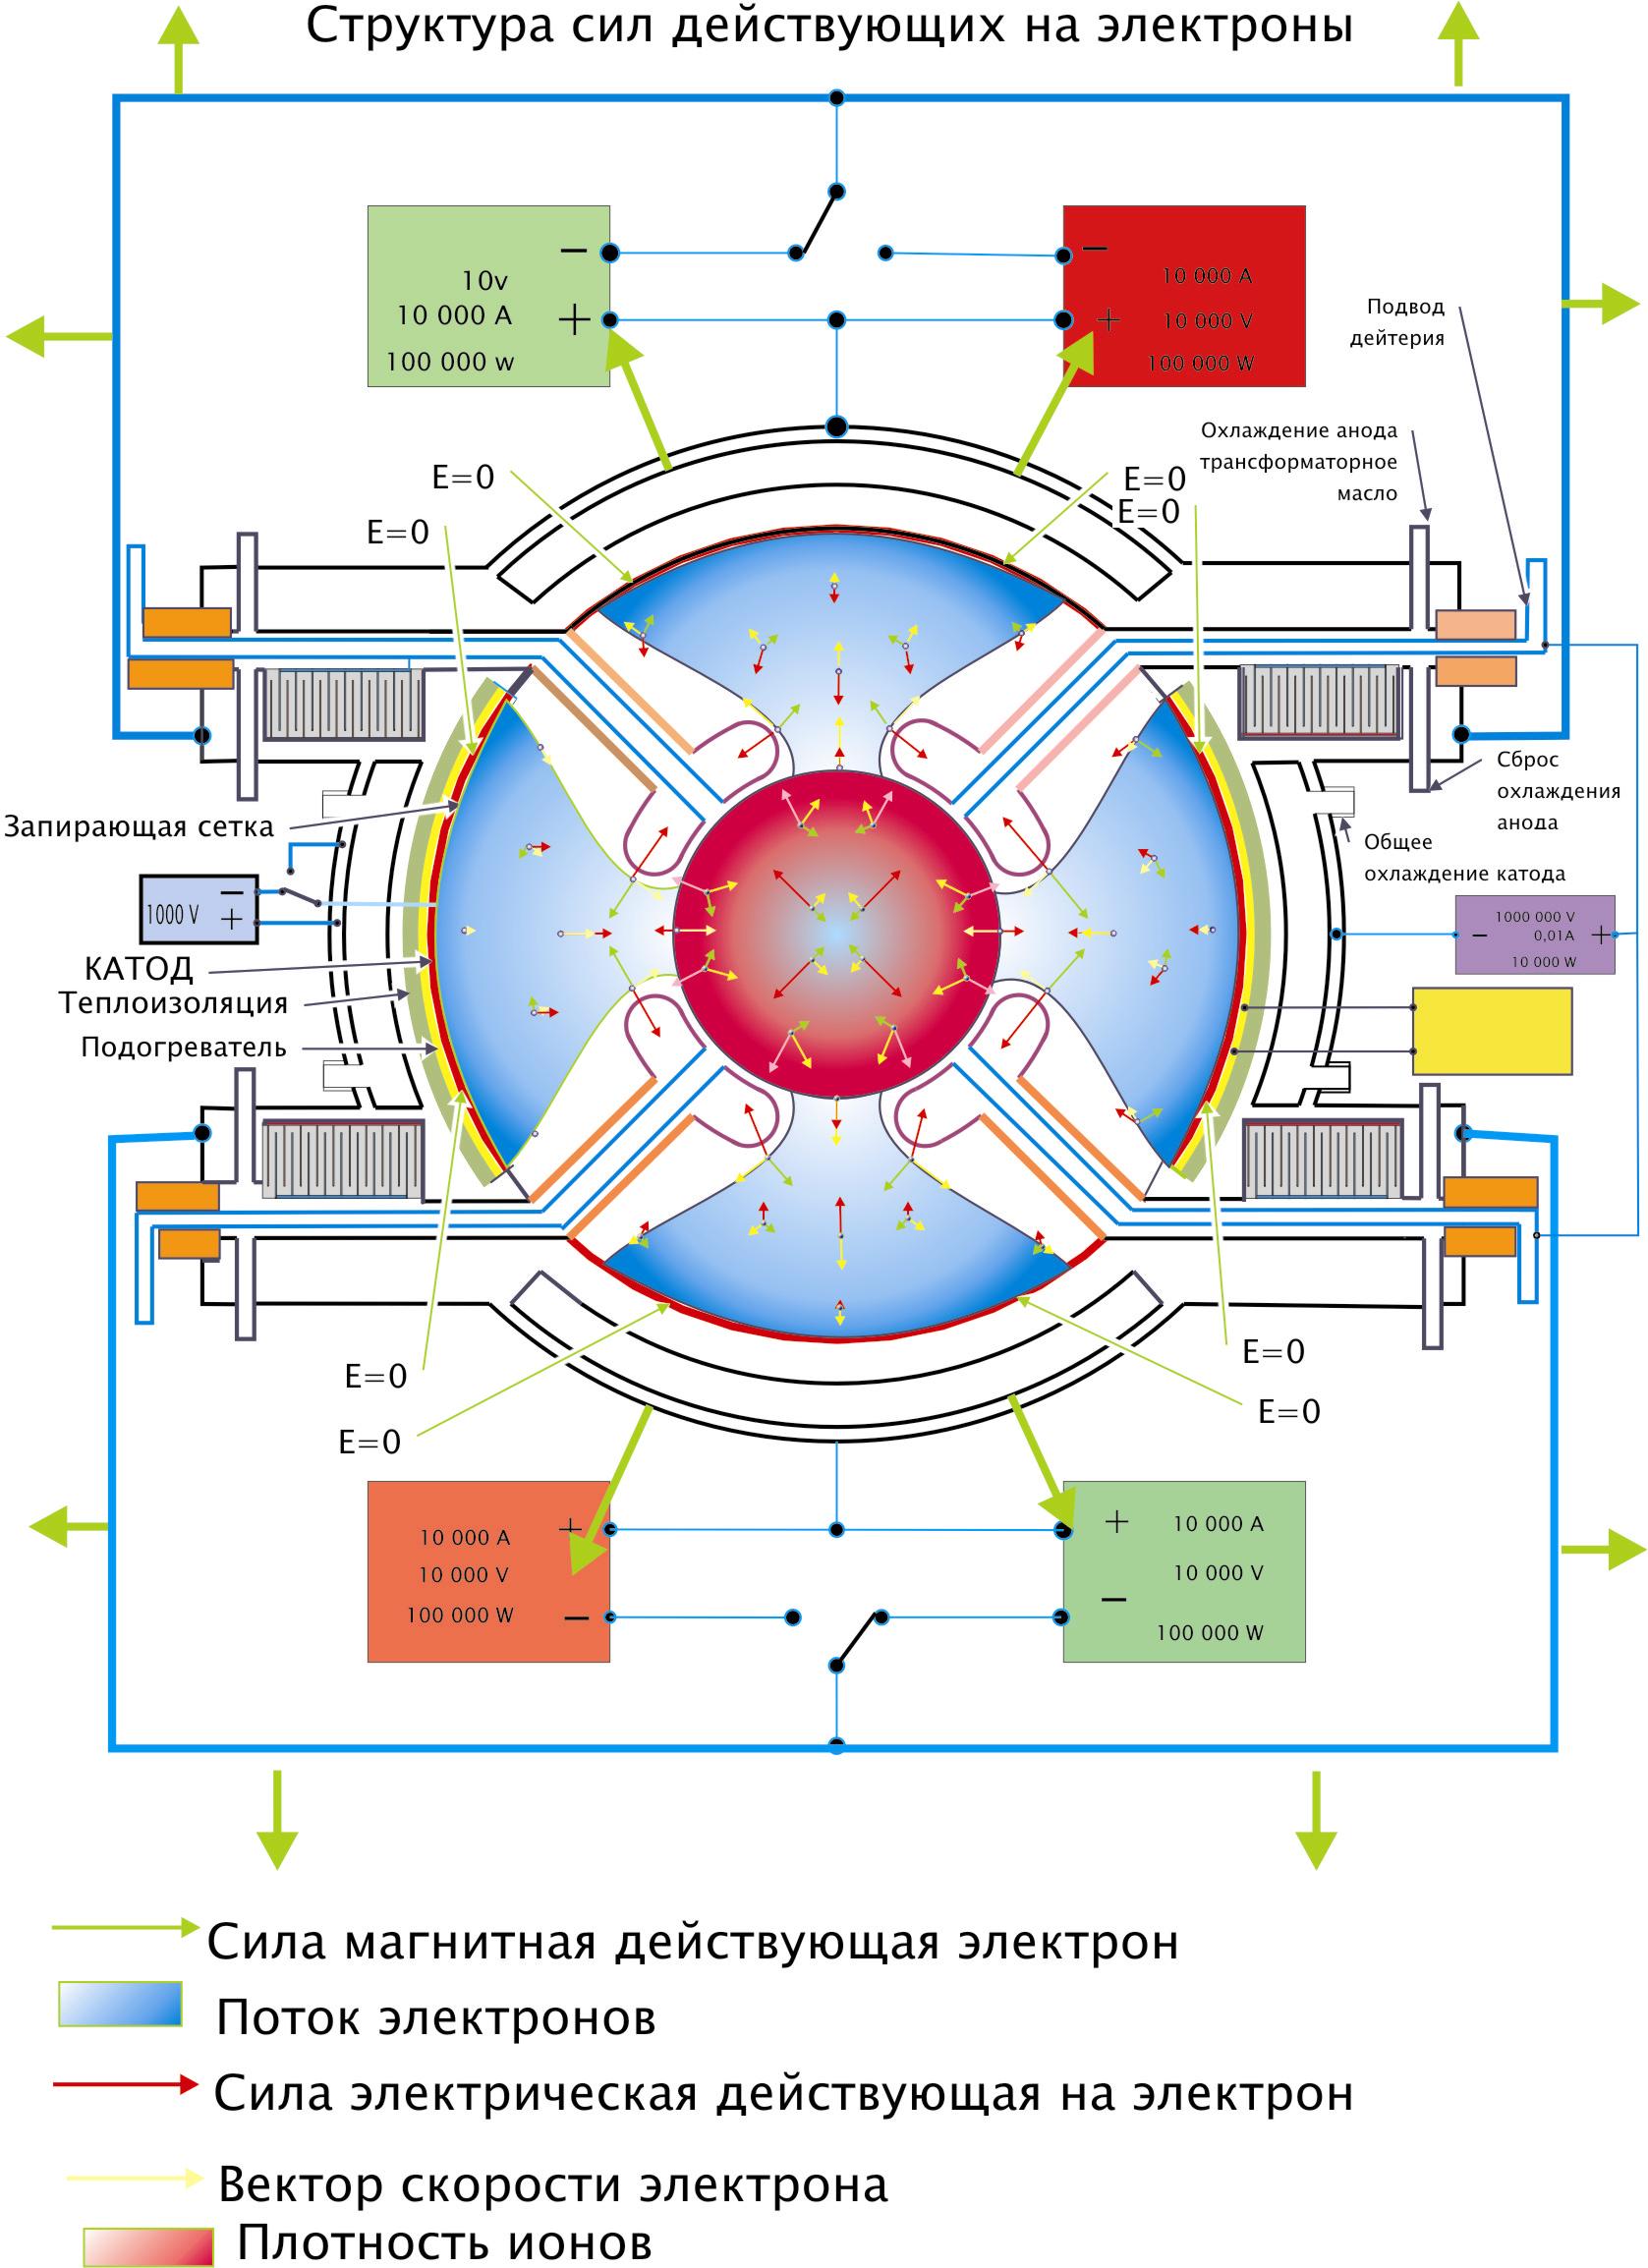 Структура сил действующих на электроны
−
10v
10 000 A
+
100 000 w
−
10 000 A
+
10 000 V
100 000 W
Подвод
дейтерия
Охлаждение анода
трансформаторное
масло
E=0
E=0
E=0
E=0
Запирающая сетка
−
1000 V
+
КАТОД
Теплоизоляция
Подогреватель
Сброс
охлаждения
анода
Общее
охлаждение катода
1000 000 V
−
0,01A
+
10 000 W
E=0
E=0
E=0
E=0
10 000 A
+
10 000 V
100 000 W
−
+
10 000 A
10 000 V
−
100 000 W
Сила магнитная действующая электрон
Поток электронов
Сила электрическая действующая на электрон
Вектор скорости электрона
Плотность ионов